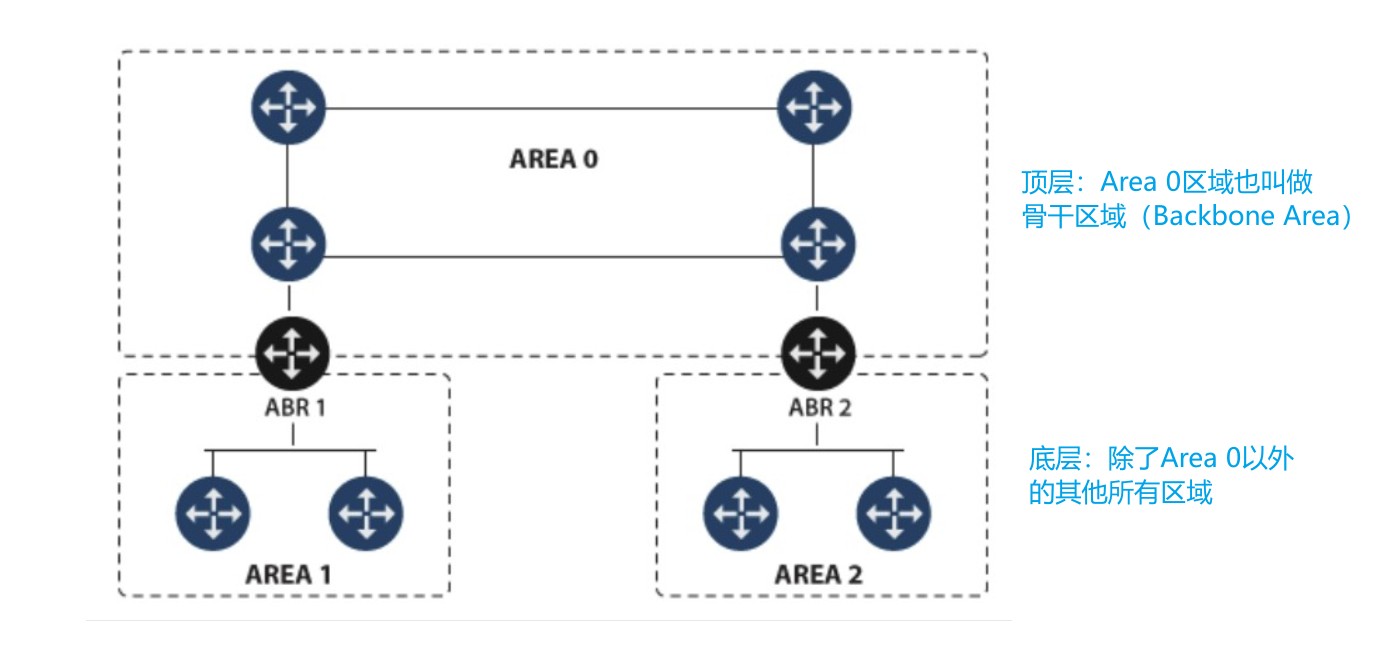 AREA 0
顶层：Area 0区域也叫做
骨干区域（Backbone Area）
ABR 1
ABR 2
底层：除了Area 0以外
的其他所有区域
AREA 1
AREA 2